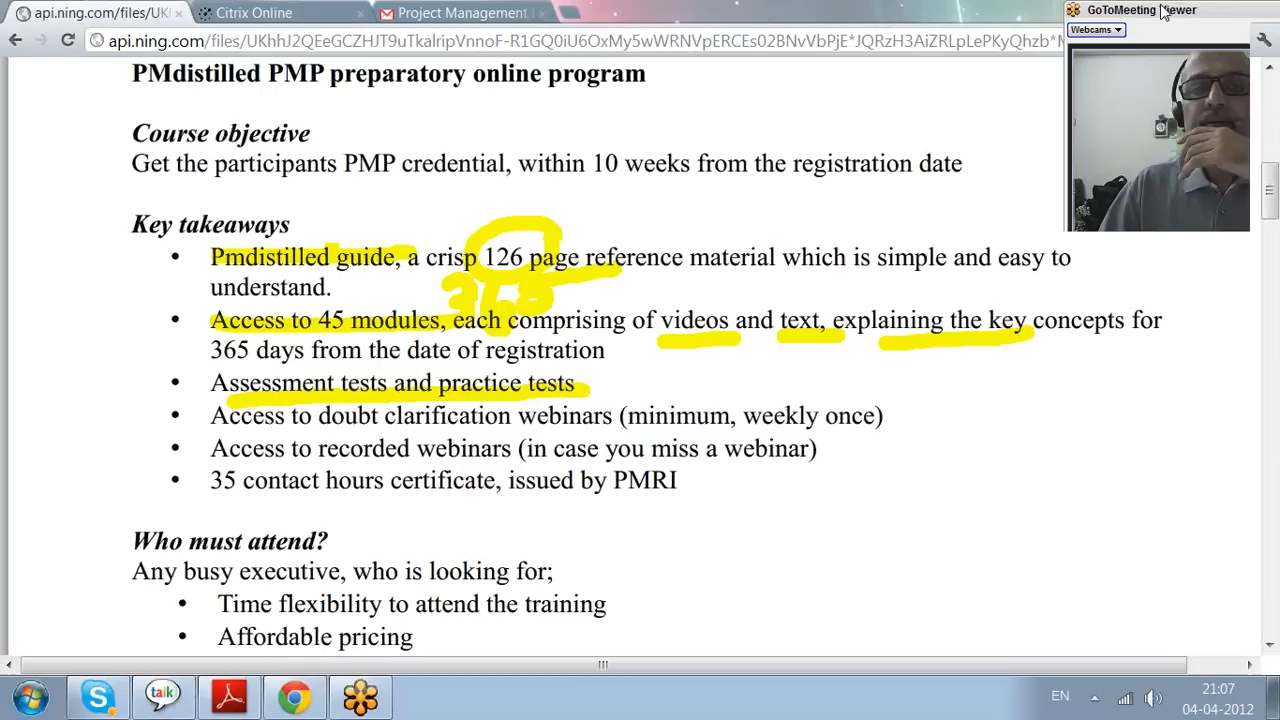 api.ning.com/files/UKI
Citrix Online
Project Management
GoToMeeting Viewer
api.ning.com/files/UKhhJ2QEeGCZH
kalripVnnoF-R1GQ0iU6OxMy5wWRNVpERCEs02BNvVbPjE*JQRzH3AiZRLpLePKyQhzb*M
Webcams
PMdistilled PMP preparatory online program
Course objective
Get the participants PMP credential, within 10 weeks from the registration date
Key takeaways
• Pmdistilled guide, a crisp 126 page reference material which is simple and easy to
understand.
368
• Access to 45 modules, each comprising of videos and text, explaining the key concepts for
365 days from the date of registration
• Assessment tests and practice tests
• Access to doubt clarification webinars (minimum, weekly once)
• Access to recorded webinars (in case you miss a webinar)
• 35 contact hours certificate, issued by PMRI
Who must attend?
Any busy executive, who is looking for;
• Time flexibility to attend the training
• Affordable pricing
talk
EN
21:07
04-04-2012